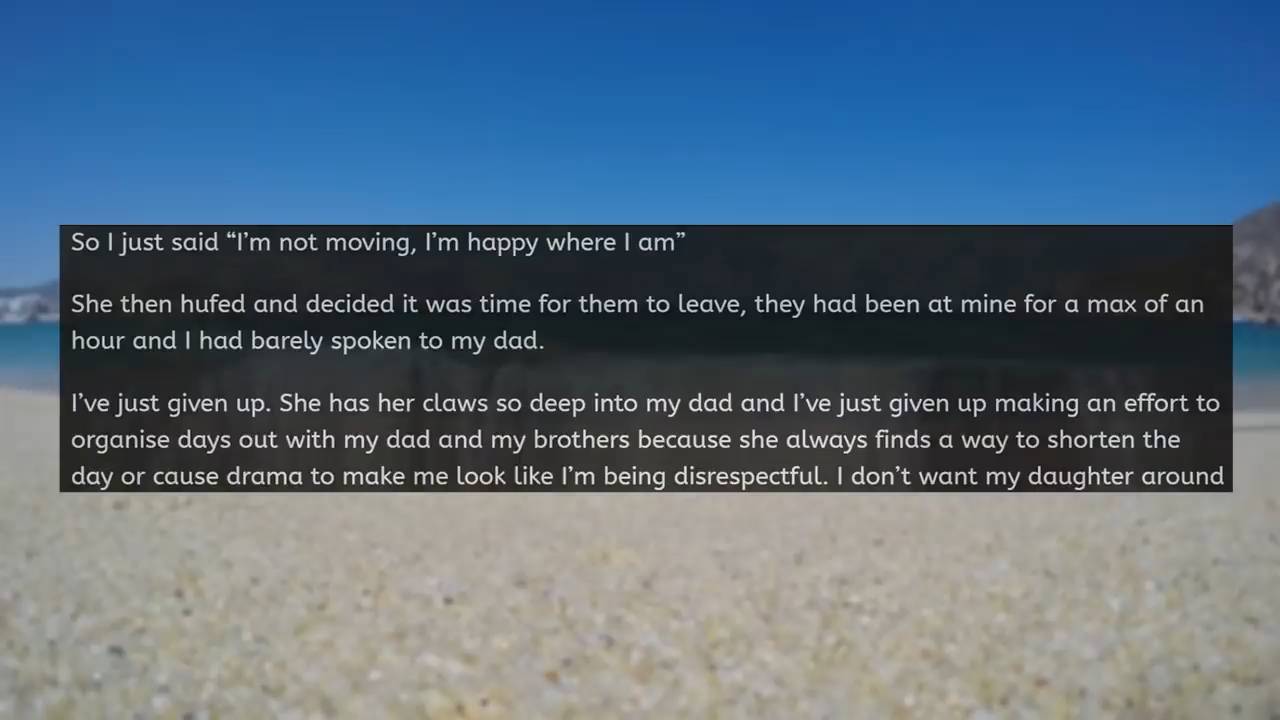 So I just said “I’m not moving, I’m happy where I am”
She then hufed and decided it was time for them to leave, they had been at mine for a max of an
hour and I had barely spoken to my dad.
I’ve just given up. She has her claws so deep into my dad and I’ve just given up making an effort to
organise days out with my dad and my brothers because she always finds a way to shorten the
day or cause drama to make me look like I’m being disrespectful. I don’t want my daughter around